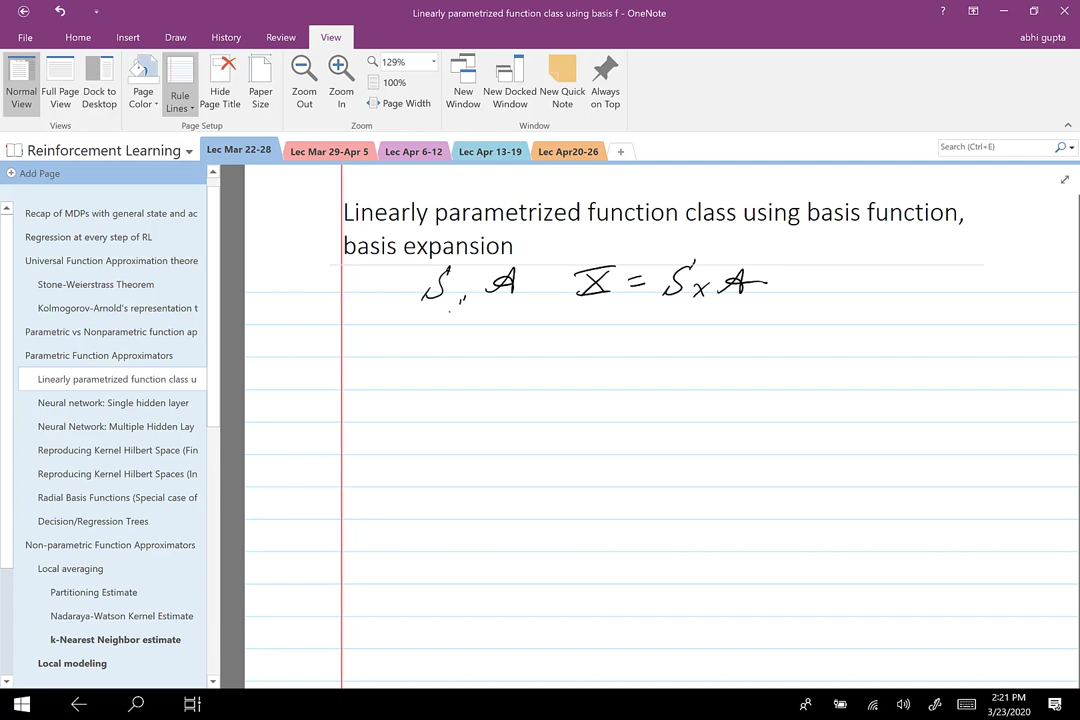 Linearly parametrized function class using basis f - OneNote
?
File Home Insert Draw History Review View abhi gupta
Normal View Full Page View Dock to Desktop Page Color Rule Lines Hide Page Title Paper Size Zoom Out Zoom In 129% 100% Page Width New Window New Docked Window New Quick Note Always on Top
Views Page Setup Zoom Window
Reinforcement Learning Lec Mar 22-28 Lec Mar 29-Apr 5 Lec Apr 6-12 Lec Apr 13-19 Lec Apr20-26 + Search (Ctrl+E)
Add Page
Recap of MDPs with general state and ac
Regression at every step of RL
Universal Function Approximation theore
Stone-Weierstrass Theorem
Kolmogorov-Arnold's representation t
Parametric vs Nonparametric function ap
Parametric Function Approximators
Linearly parametrized function class u
Neural network: Single hidden layer
Neural Network: Multiple Hidden Lay
Reproducing Kernel Hilbert Space (Fin
Reproducing Kernel Hilbert Spaces (In
Radial Basis Functions (Special case of
Decision/Regression Trees
Non-parametric Function Approximators
Local averaging
Partitioning Estimate
Nadaraya-Watson Kernel Estimate
k-Nearest Neighbor estimate
Local modeling
Linearly parametrized function class using basis function,
basis expansion
S, A X = S x A
2:21 PM
3/23/2020